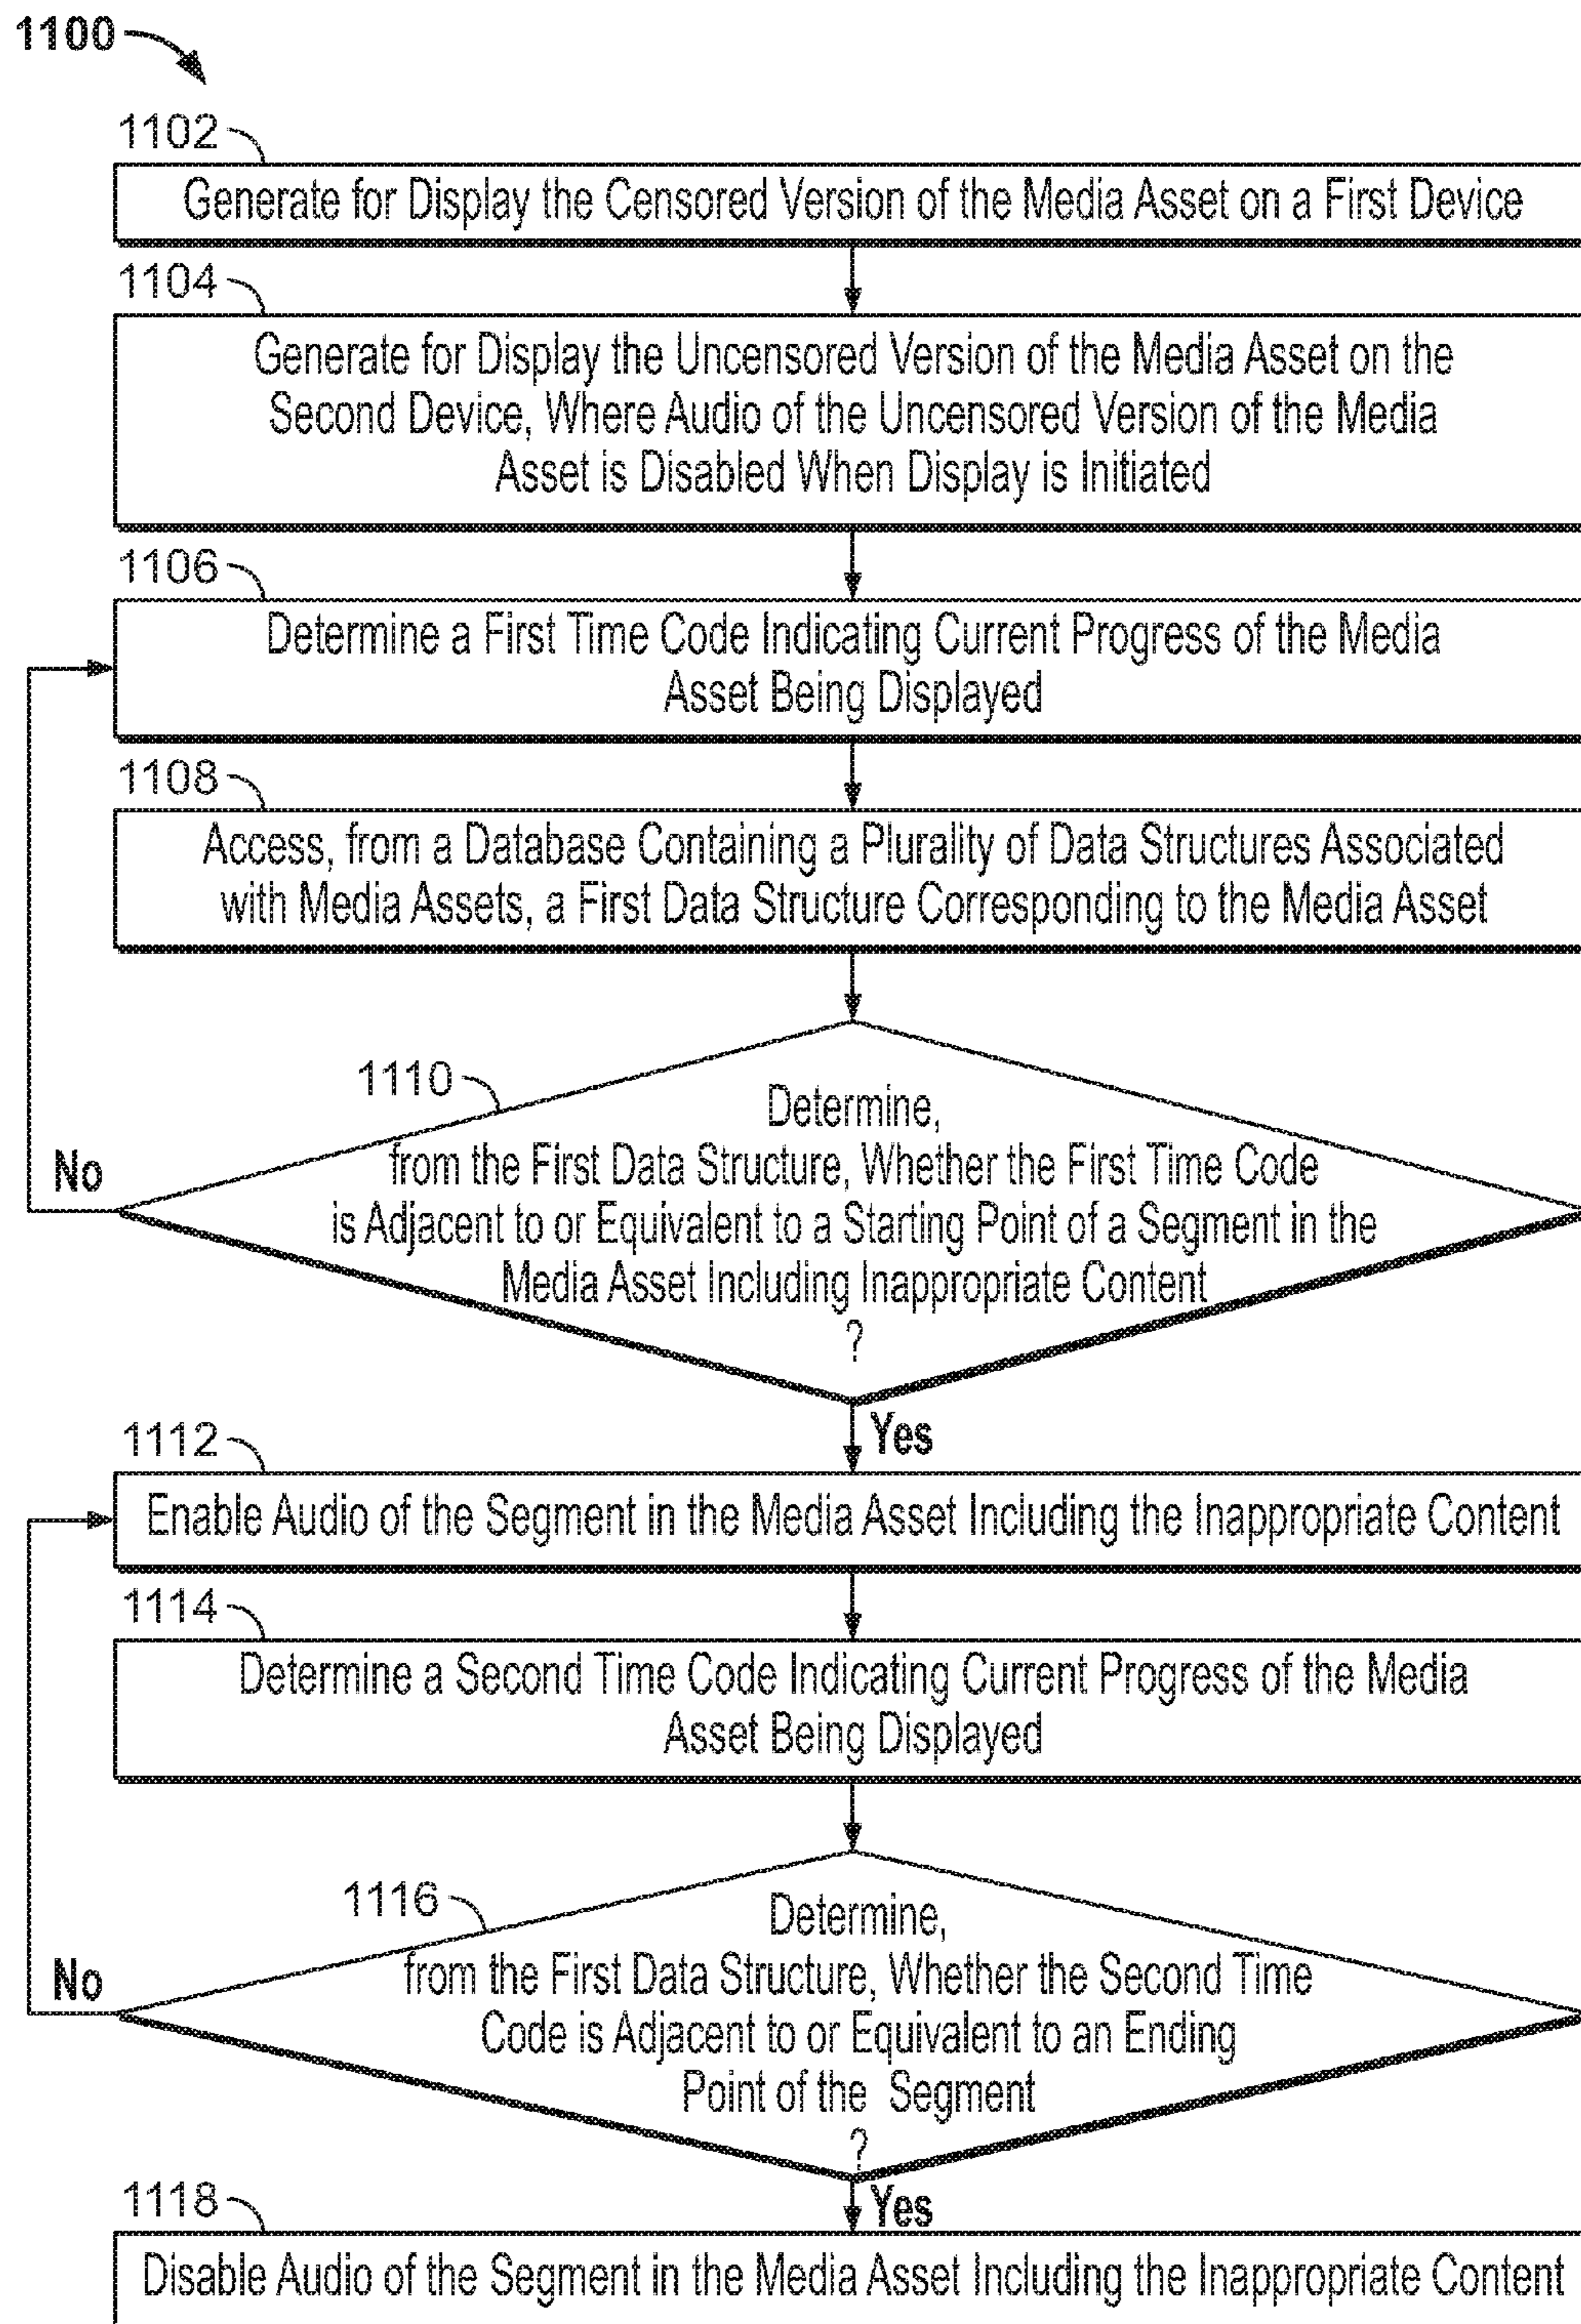 1100
1102
Generate for Display the Censored Version of the Media Asset on a First Device
1104
Generate for Display the Uncensored Version of the Media Asset on the
Second Device, Where Audio of the Uncensored Version of the Media
Asset is Disabled When Display is Initiated
1106
Determine a First Time Code Indicating Current Progress of the Media
Asset Being Displayed
1108
Access, from a Database Containing a Plurality of Data Structures Associated
with Media Assets, a First Data Structure Corresponding to the Media Asset
1110
Determine,
from the First Data Structure, Whether the First Time Code
is Adjacent to or Equivalent to a Starting Point of a Segment in the
Media Asset Including Inappropriate Content
?
No
Yes
1112
Enable Audio of the Segment in the Media Asset Including the Inappropriate Content
1114
Determine a Second Time Code Indicating Current Progress of the Media
Asset Being Displayed
1116
Determine,
from the First Data Structure, Whether the Second Time
Code is Adjacent to or Equivalent to an Ending
Point of the Segment
?
No
Yes
1118
Disable Audio of the Segment in the Media Asset Including the Inappropriate Content